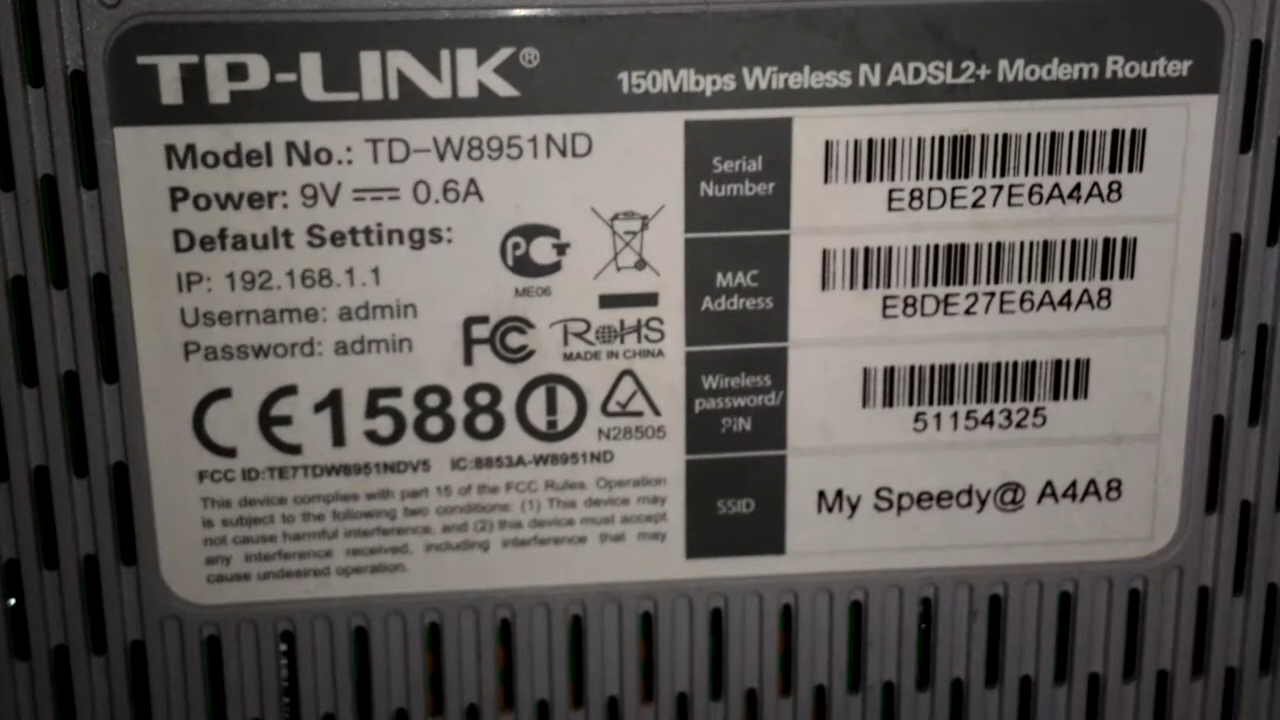 TP-LINK®
150Mbps Wireless N ADSL2+ Modem Router
Model No.: TD-W8951ND
Power: 9V 0.6A
Default Settings:
IP: 192.168.1.1
Username: admin
Password: admin
PCT
ME06
FC RoHS
MADE IN CHINA
CE1588
N28505
FCC ID:TE7TDW8951NDV5 IC:8853A-W8951ND
This device complies with part 15 of the FCC Rules. Operation
is subject to the following two conditions: (1) This device may
not cause harmful interference, and (2) this device must accept
any interference received, including interference that may
cause undesired operation.
Serial
Number
E8DE27E6A4A8
MAC
Address
E8DE27E6A4A8
Wireless
password/
PIN
51154325
SSID
My Speedy@ A4A8